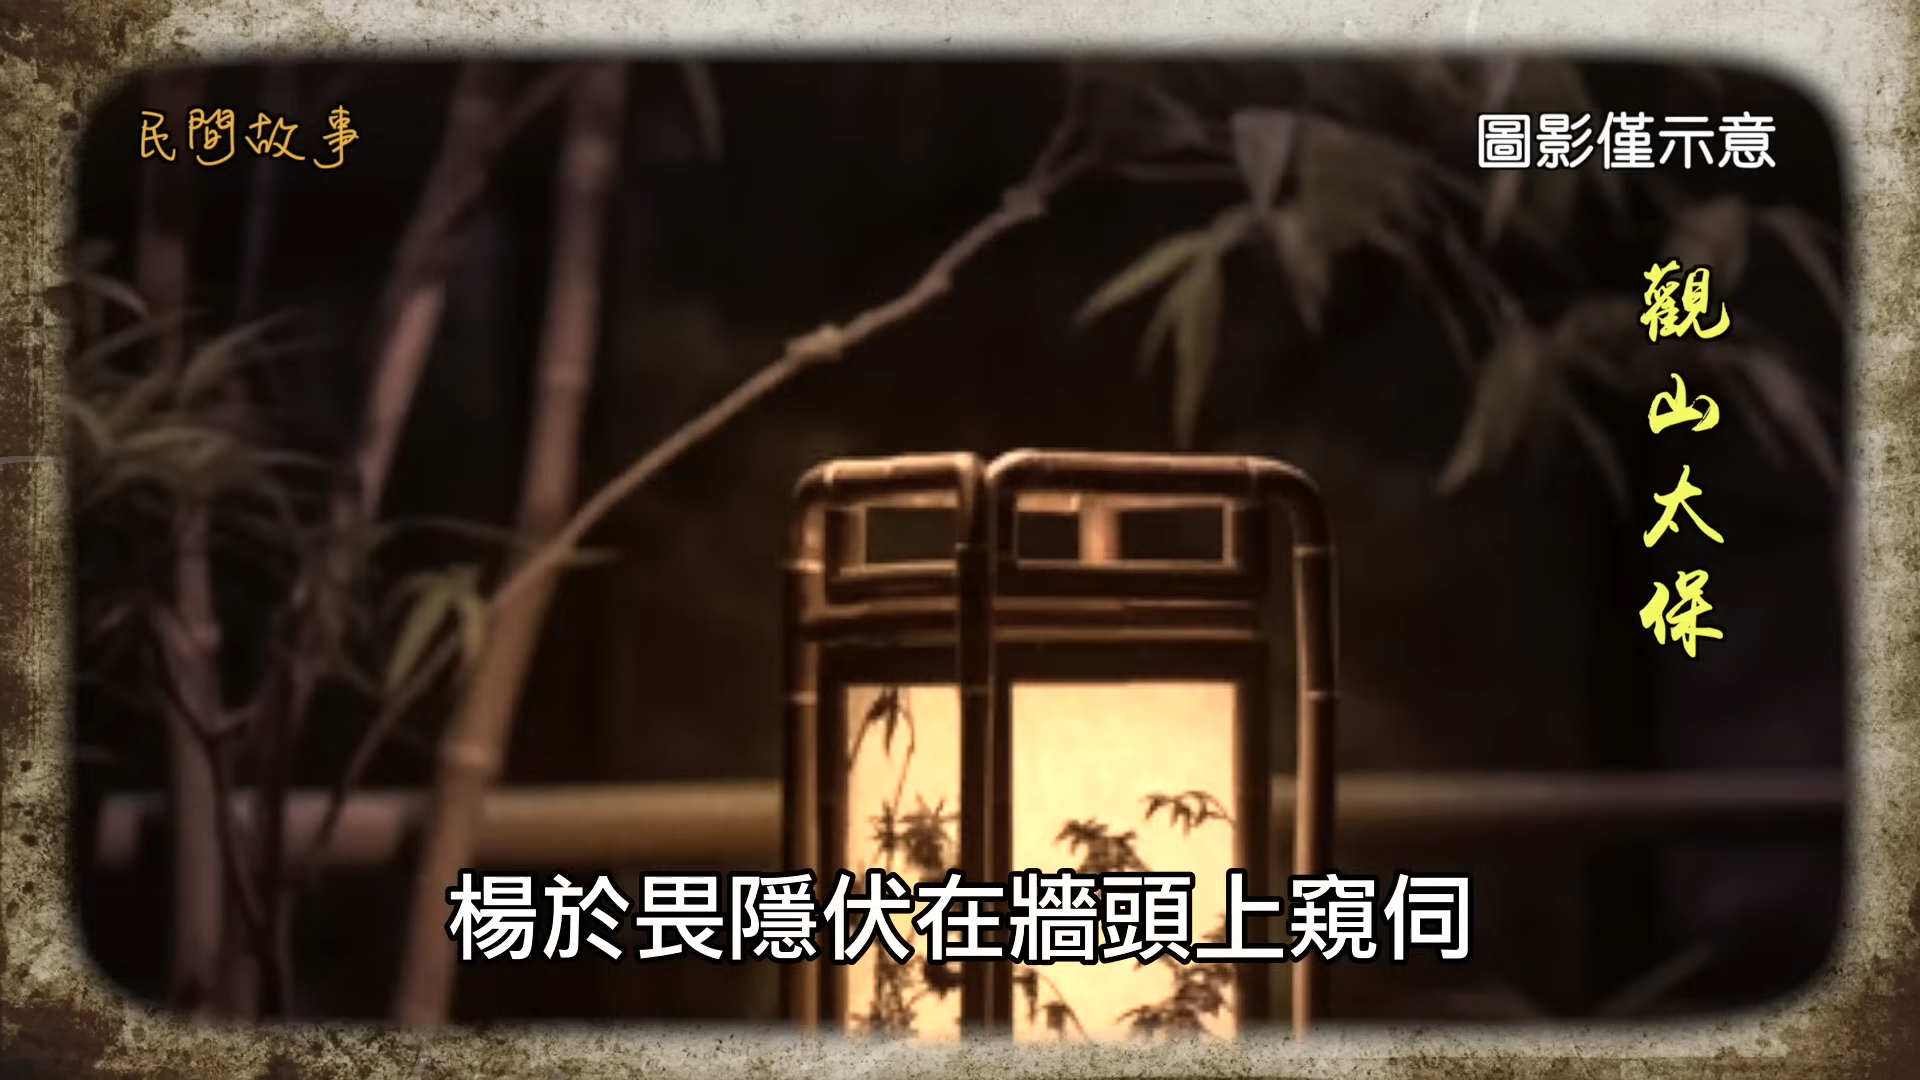 民間故事
圖影僅示意
觀山太保
楊於畏隱伏在牆頭上窺伺